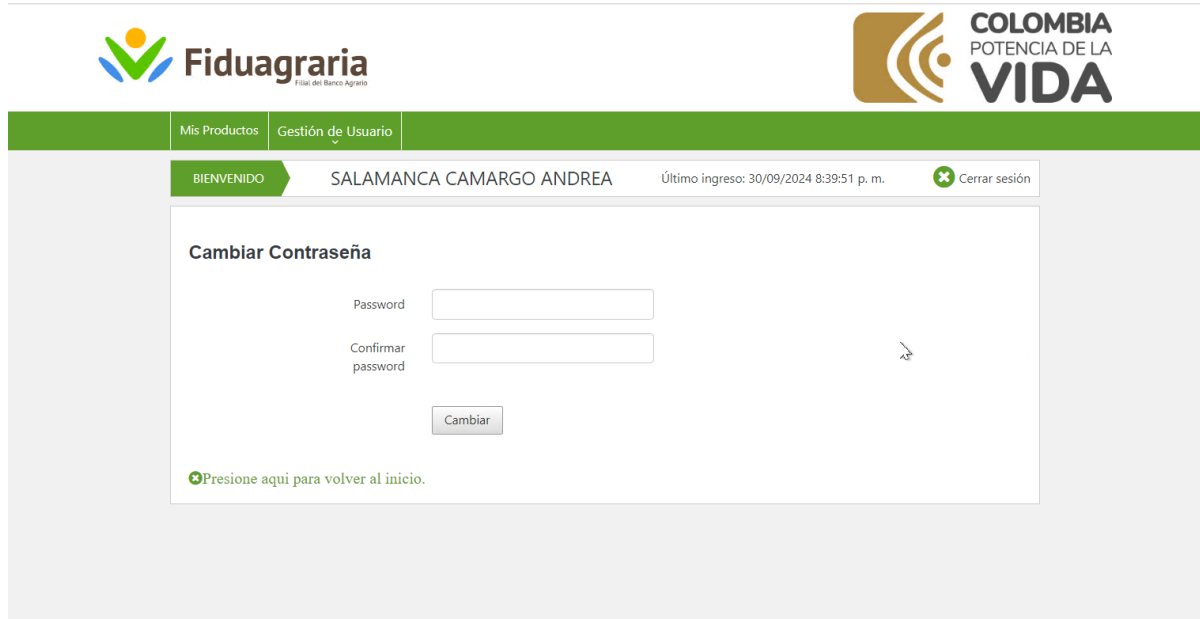 Fiduagraria
Filial del Banco Agrario
COLOMBIA
POTENCIA DE LA
VIDA
Mis Productos Gestión de Usuario
BIENVENIDO SALAMANCA CAMARGO ANDREA Último ingreso: 30/09/2024 8:39:51 p. m. Cerrar sesión
Cambiar Contraseña
Password
Confirmar
password
Cambiar
Presione aqui para volver al inicio.